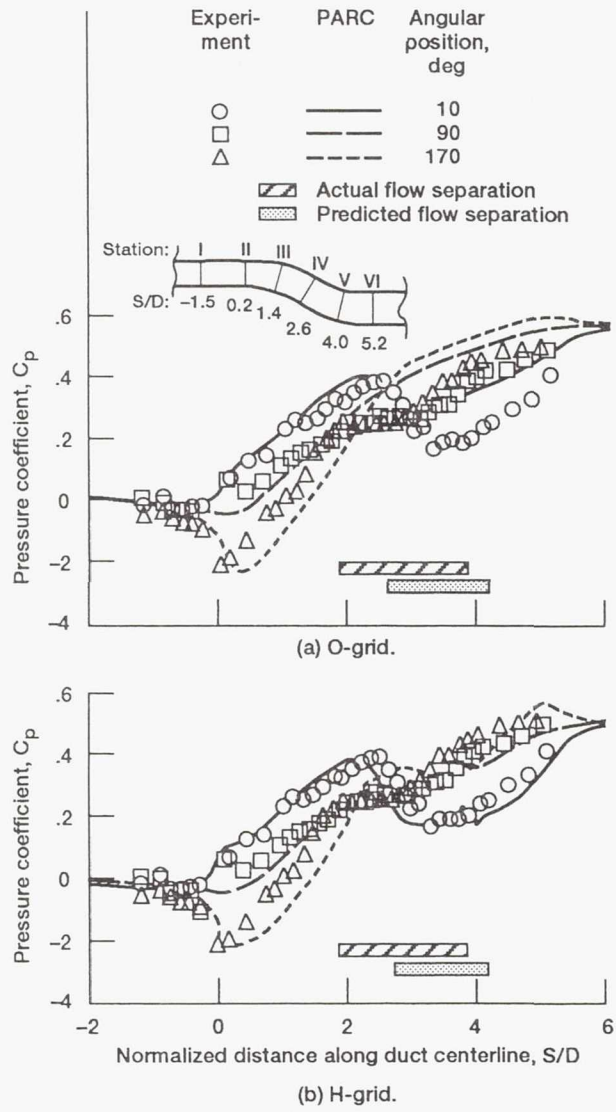 Experi-
ment
PARC
Angular
position,
deg
10
90
170
Actual flow separation
Predicted flow separation
Station: I II III IV V VI
S/D: −1.5 0.2 1.4 2.6 4.0 5.2
Pressure coefficient, Cp
.6
.4
.2
0
−2
−4
(a) O-grid.
Pressure coefficient, Cp
.6
.4
.2
0
−2
−4
−2 0 2 4 6
Normalized distance along duct centerline, S/D
(b) H-grid.